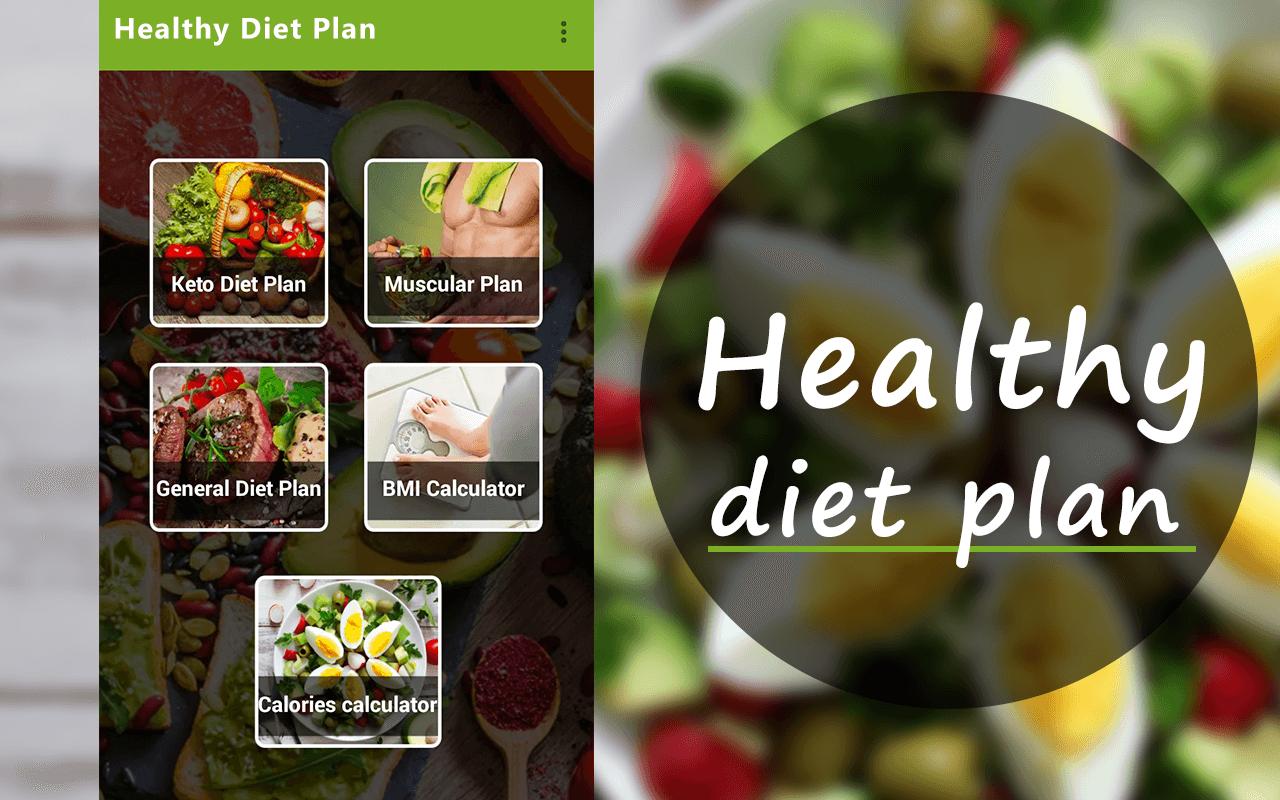 Healthy Diet Plan
Keto Diet Plan
Muscular Plan
General Diet Plan
BMI Calculator
Calories calculator
Healthy
diet plan